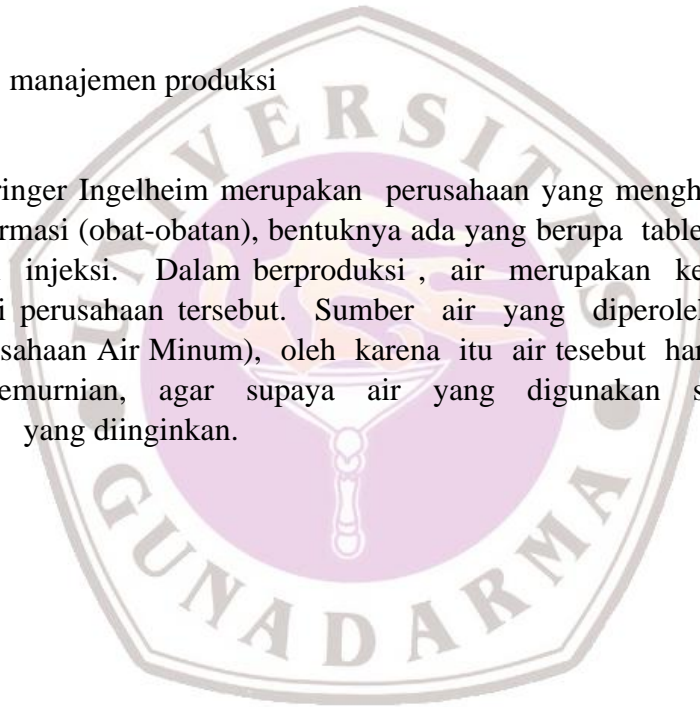 manajemen produksi
ringer Ingelheim merupakan perusahaan yang mengh
rmasi (obat-obatan), bentuknya ada yang berupa table
injeksi. Dalam berproduksi , air merupakan ke
i perusahaan tersebut. Sumber air yang diperoleh
sahaan Air Minum), oleh karena itu air tesebut har
emurnian, agar supaya air yang digunakan s
yang diinginkan.
UNIVERSITAS
GUNADARMA